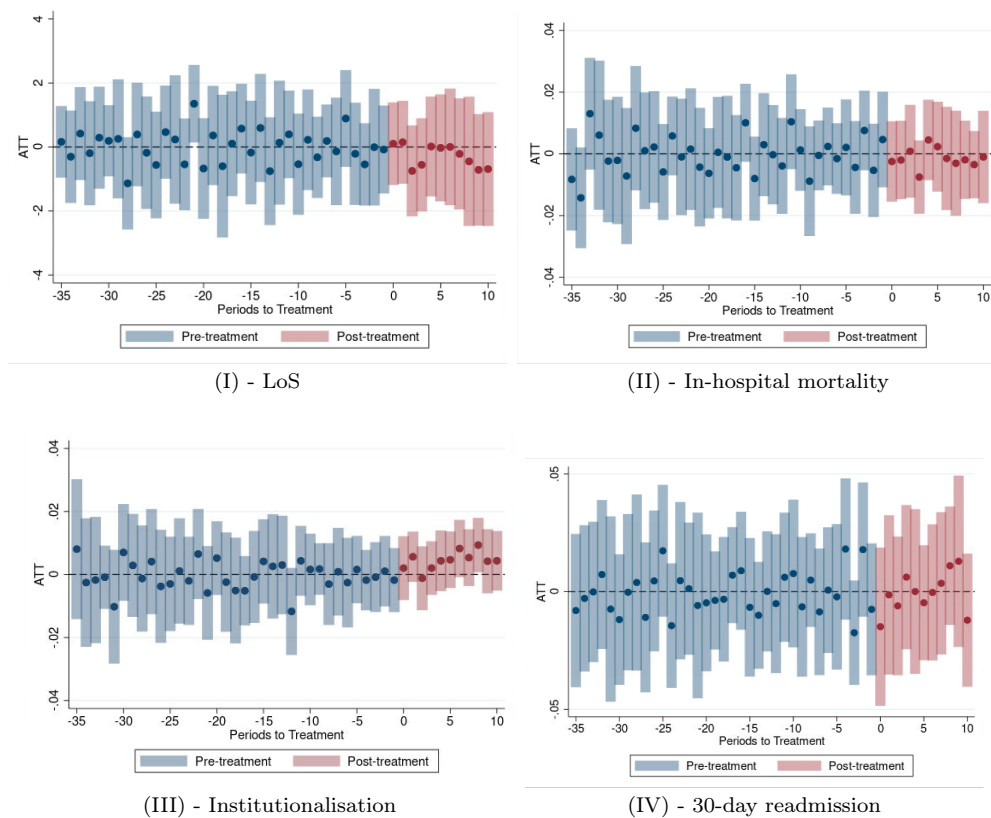 4
2
0
-2
-4
ATT
-35 -30 -25 -20 -15 -10 -5 0 5 10
Periods to Treatment
Pre-treatment Post-treatment
(I) - LoS
.04
.02
0
-.02
-.04
ATT
-35 -30 -25 -20 -15 -10 -5 0 5 10
Periods to Treatment
Pre-treatment Post-treatment
(II) - In-hospital mortality
.04
.02
0
-.02
-.04
ATT
-35 -30 -25 -20 -15 -10 -5 0 5 10
Periods to Treatment
Pre-treatment Post-treatment
(III) - Institutionalisation
.05
0
-.05
ATT
-35 -30 -25 -20 -15 -10 -5 0 5 10
Periods to Treatment
Pre-treatment Post-treatment
(IV) - 30-day readmission